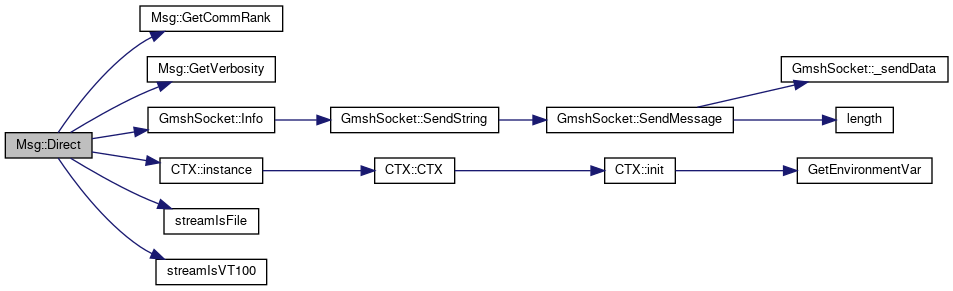 Msg::GetCommRank
Msg::GetVerbosity
GmshSocket::_sendData
GmshSocket::Info
GmshSocket::SendString
GmshSocket::SendMessage
length
Msg::Direct
CTX::instance
CTX::CTX
CTX::init
GetEnvironmentVar
streamIsFile
streamIsVT100